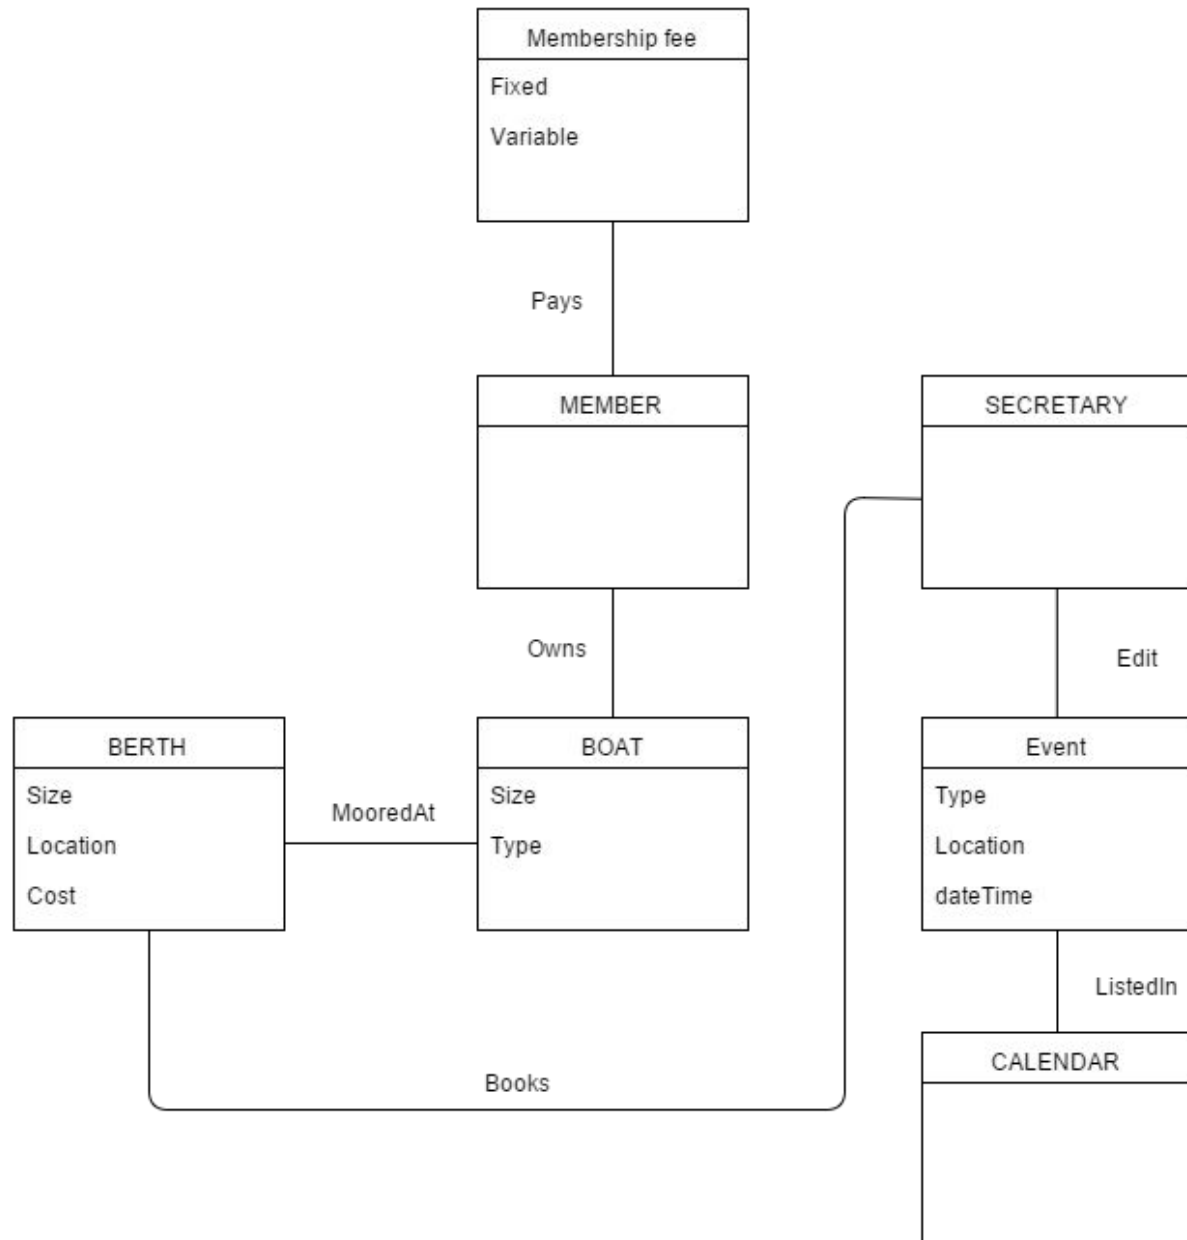 Membership fee
Fixed
Variable
Pays
MEMBER
SECRETARY
Owns
Edit
BERTH
Size
Location
Cost
MooredAt
BOAT
Size
Type
Event
Type
Location
dateTime
ListedIn
CALENDAR
Books